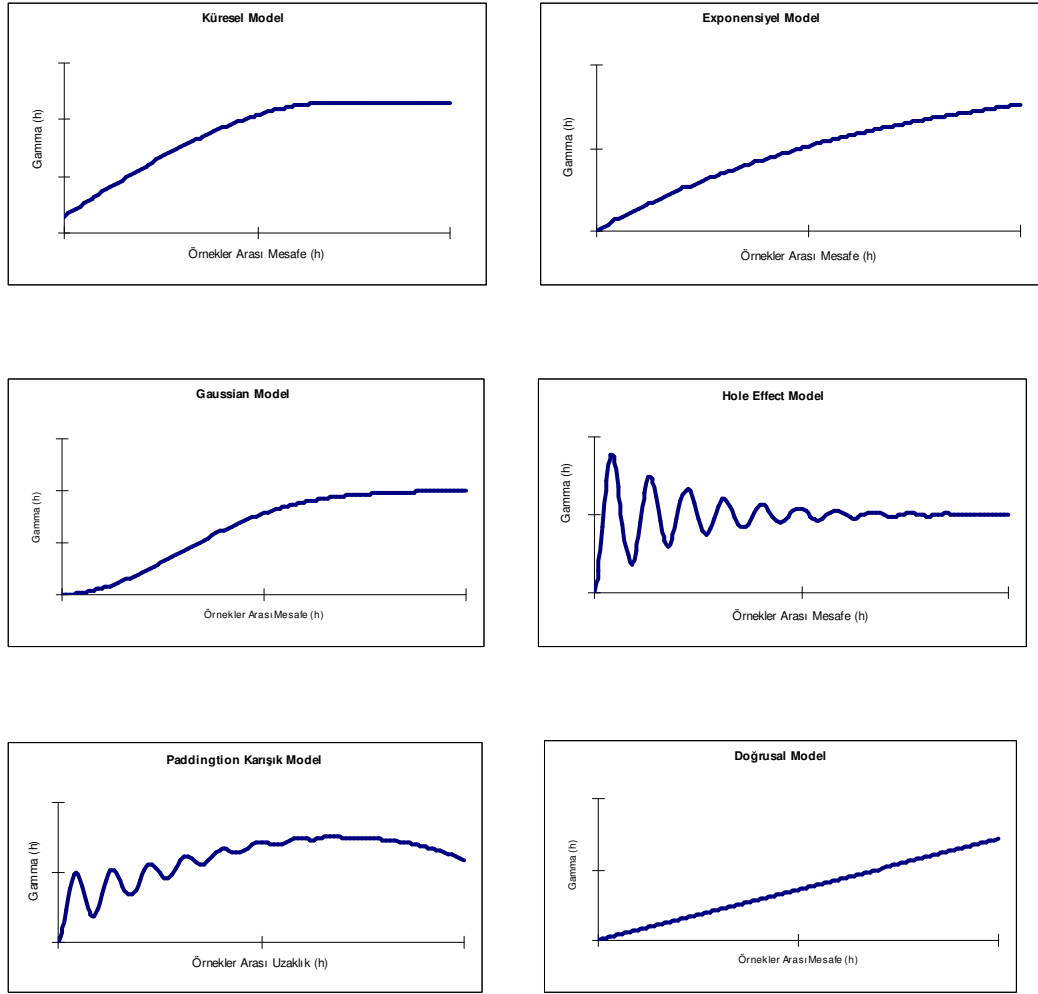 Küresel Model
Gamma (h)
Örnekler Arası Mesafe (h)
Exponensiyel Model
Gamma (h)
Örnekler Arası Mesafe (h)
Gaussian Model
Gamma (h)
Örnekler Arası Mesafe (h)
Hole Effect Model
Gamma (h)
Örnekler Arası Mesafe (h)
Paddingtion Karışık Model
Gamma (h)
Örnekler Arası Uzaklık (h)
Doğrusal Model
Gamma (h)
Örnekler Arası Mesafe (h)